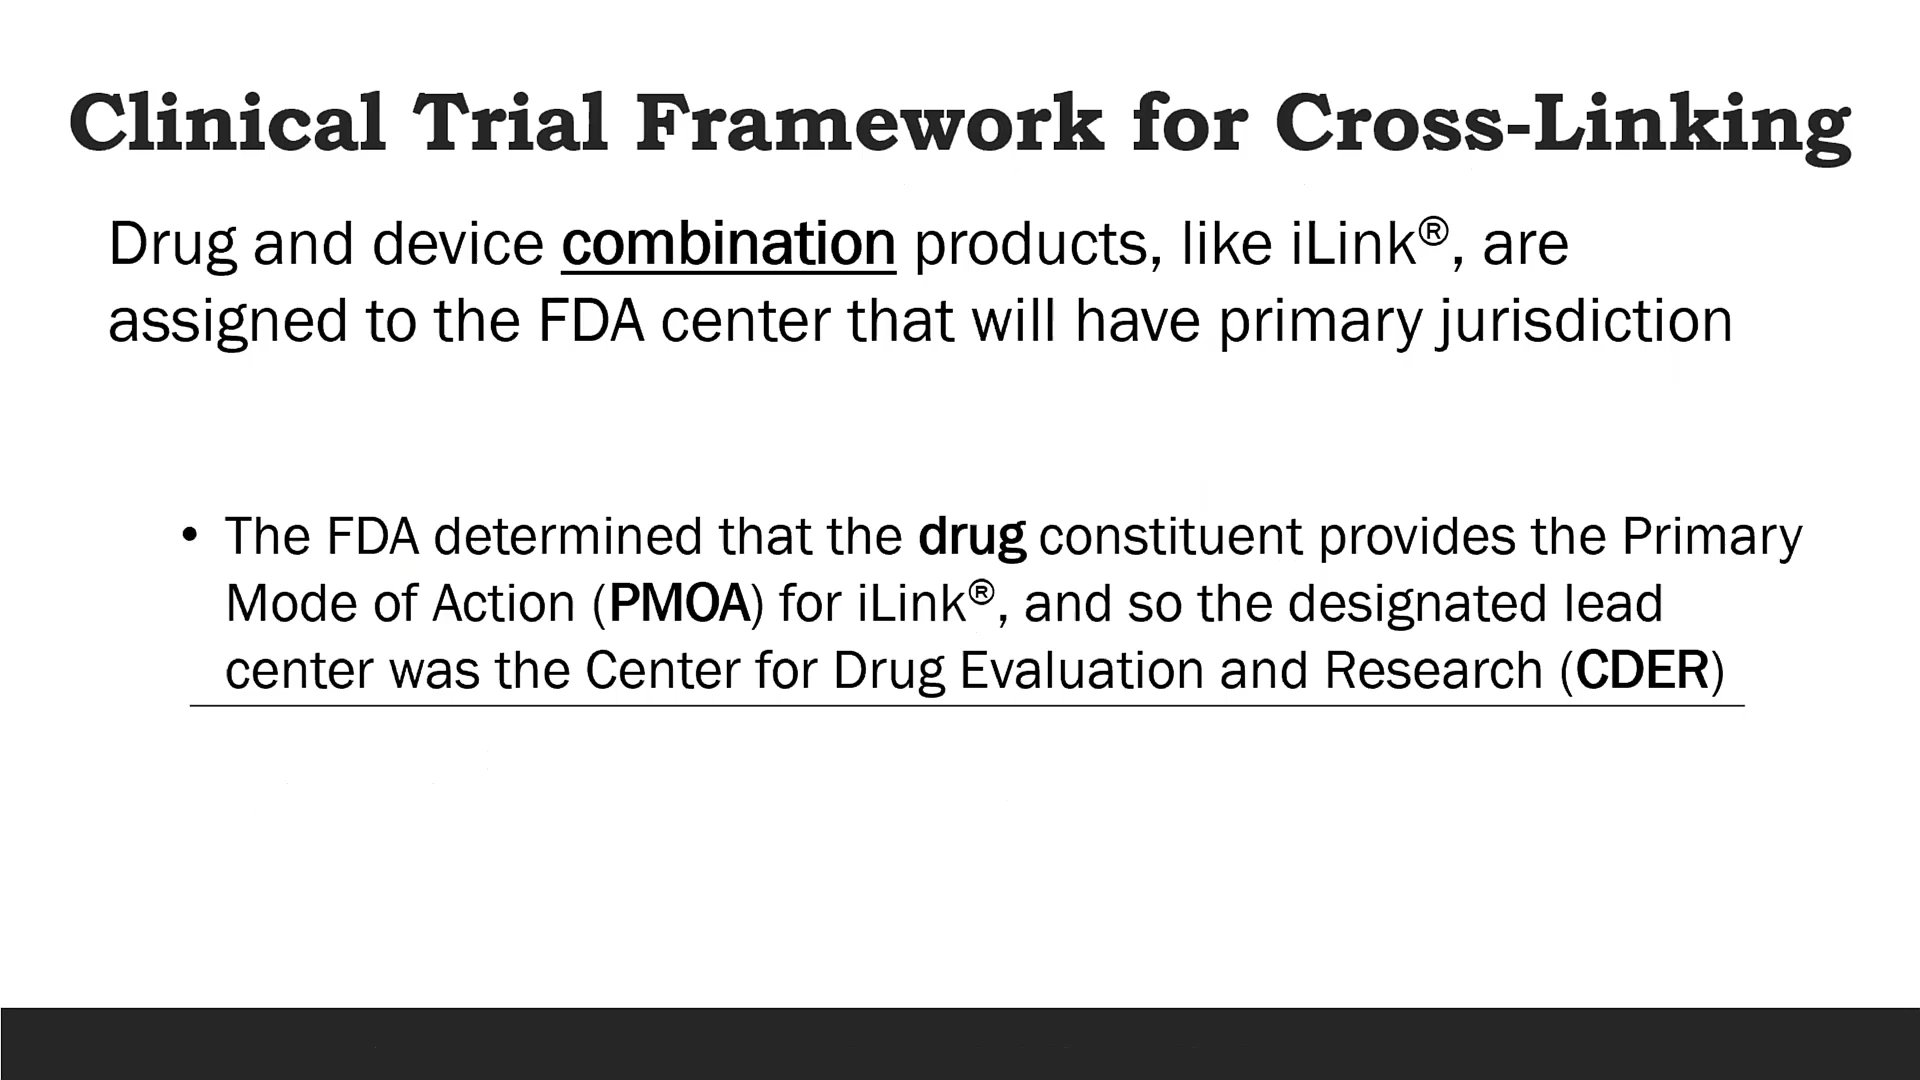 Clinical Trial Framework for Cross-Linking
Drug and device combination products, like iLink®, are
assigned to the FDA center that will have primary jurisdiction
• The FDA determined that the drug constituent provides the Primary
Mode of Action (PMOA) for iLink®, and so the designated lead
center was the Center for Drug Evaluation and Research (CDER)